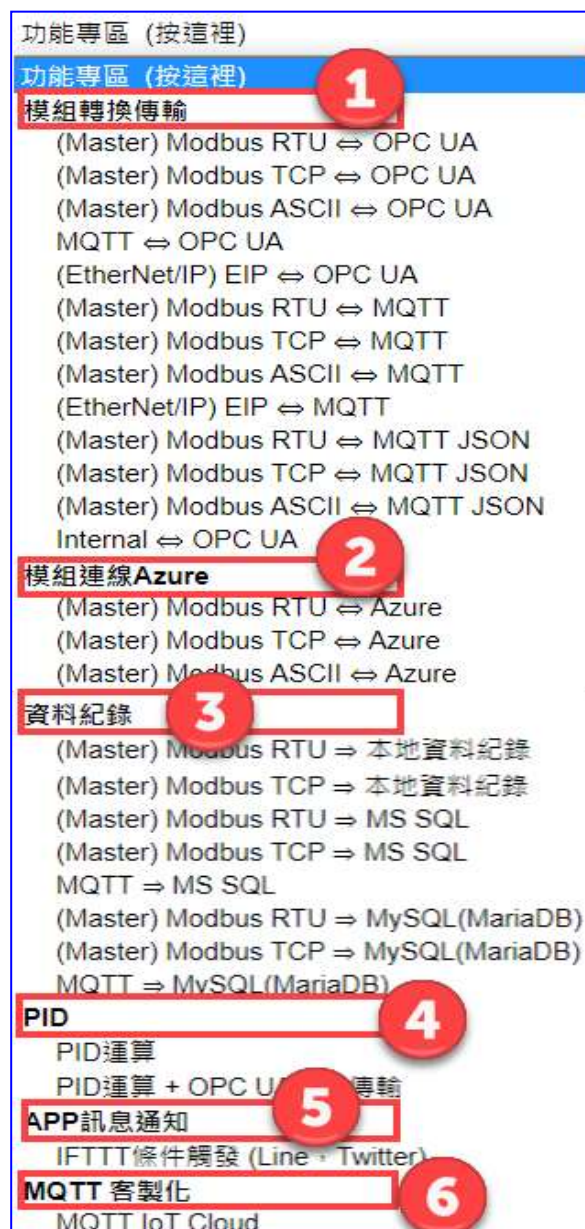 功能專區 (按這裡)
功能專區 (按這裡)
1
模組轉換傳輸
(Master) Modbus RTU ⇔ OPC UA
(Master) Modbus TCP ⇔ OPC UA
(Master) Modbus ASCII ⇔ OPC UA
MQTT ⇔ OPC UA
(EtherNet/IP) EIP ⇔ OPC UA
(Master) Modbus RTU ⇔ MQTT
(Master) Modbus TCP ⇔ MQTT
(Master) Modbus ASCII ⇔ MQTT
(EtherNet/IP) EIP ⇔ MQTT
(Master) Modbus RTU ⇔ MQTT JSON
(Master) Modbus TCP ⇔ MQTT JSON
(Master) Modbus ASCII ⇔ MQTT JSON
Internal ⇔ OPC UA
2
模組連線Azure
(Master) Modbus RTU ⇔ Azure
(Master) Modbus TCP ⇔ Azure
(Master) Modbus ASCII ⇔ Azure
資料紀錄 3
(Master) Modbus RTU ⇒ 本地資料紀錄
(Master) Modbus TCP ⇒ 本地資料紀錄
(Master) Modbus RTU ⇒ MS SQL
(Master) Modbus TCP ⇒ MS SQL
MQTT ⇒ MS SQL
(Master) Modbus RTU ⇒ MySQL(MariaDB)
(Master) Modbus TCP ⇒ MySQL(MariaDB)
MQTT ⇒ MySQL(MariaDB)
PID 4
PID運算
PID運算 + OPC U 傳輸
APP訊息通知 5
IFTTT條件觸發 (Line、Twitter)
MQTT 客製化 6
MQTT IoT Cloud